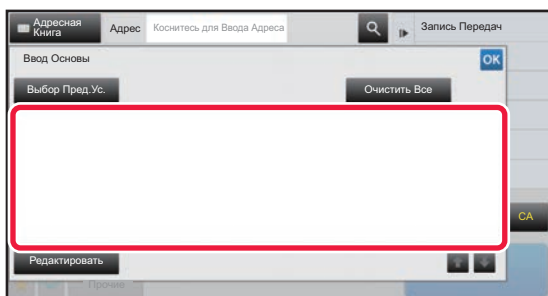 Адресная
Книга
Адрес
Коснитесь для Ввода Адреса
Запись Передач
Ввод Основы
OK
Выбор Пред.Ус.
Очистить Все
CA
Редактировать
Прочие